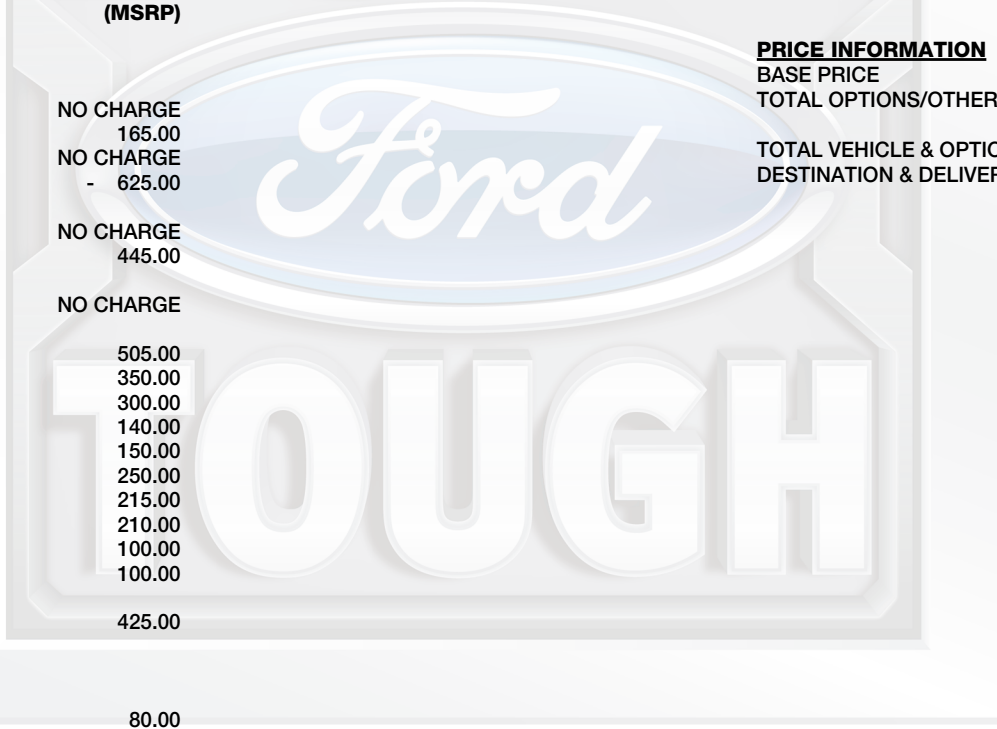 (MSRP)
NO CHARGE
165.00
NO CHARGE
- 625.00
NO CHARGE
445.00
NO CHARGE
505.00
350.00
300.00
140.00
150.00
250.00
215.00
210.00
100.00
100.00
425.00
80.00
PRICE INFORMATION
BASE PRICE
TOTAL OPTIONS/OTHER
TOTAL VEHICLE & OPTIO
DESTINATION & DELIVER
Ford
TOUGH